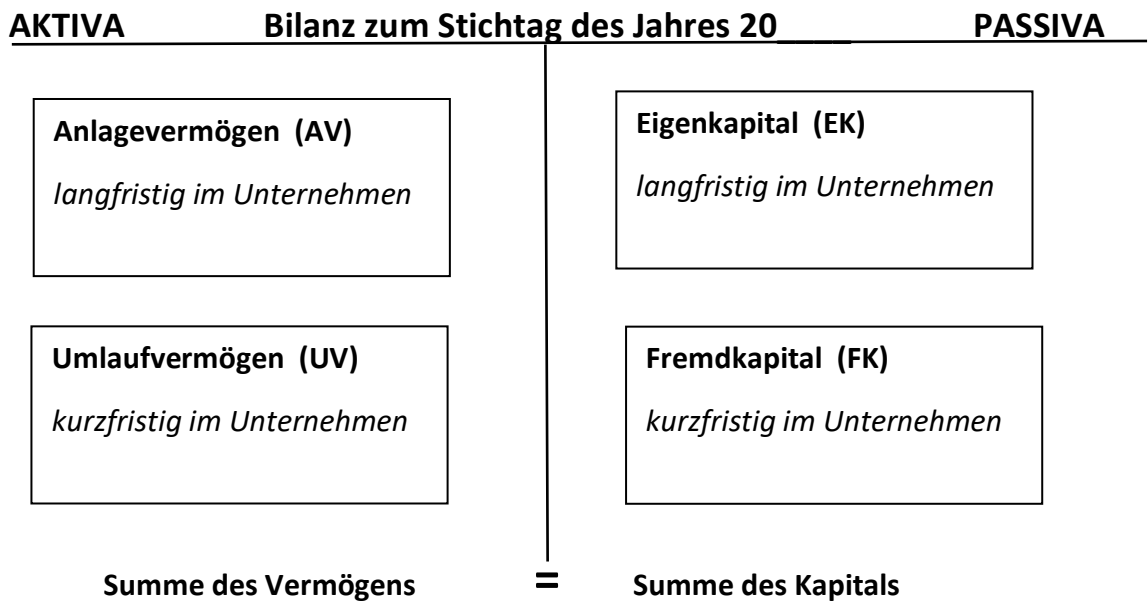 AKTIVA Bilanz zum Stichtag des Jahres 20____ PASSIVA
Anlagevermögen (AV)
langfristig im Unternehmen
Eigenkapital (EK)
langfristig im Unternehmen
Umlaufvermögen (UV)
kurzfristig im Unternehmen
Fremdkapital (FK)
kurzfristig im Unternehmen
Summe des Vermögens = Summe des Kapitals